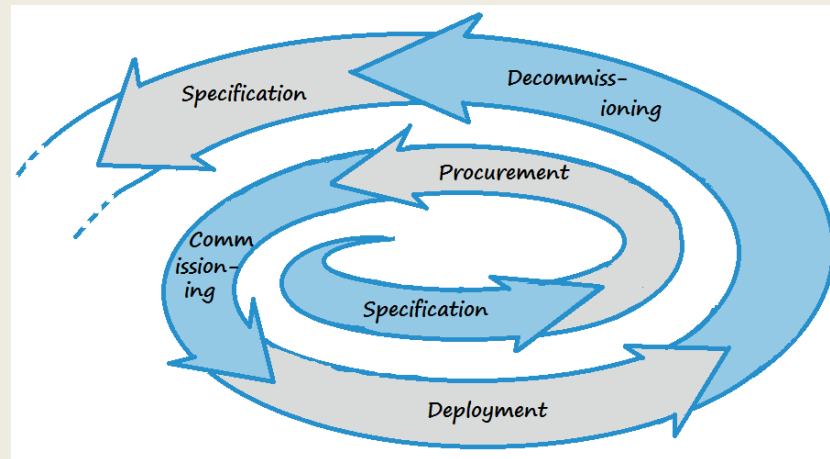 Specification
Decommiss-
ioning
Procurement
Comm
ission-
ing
Specification
Deployment